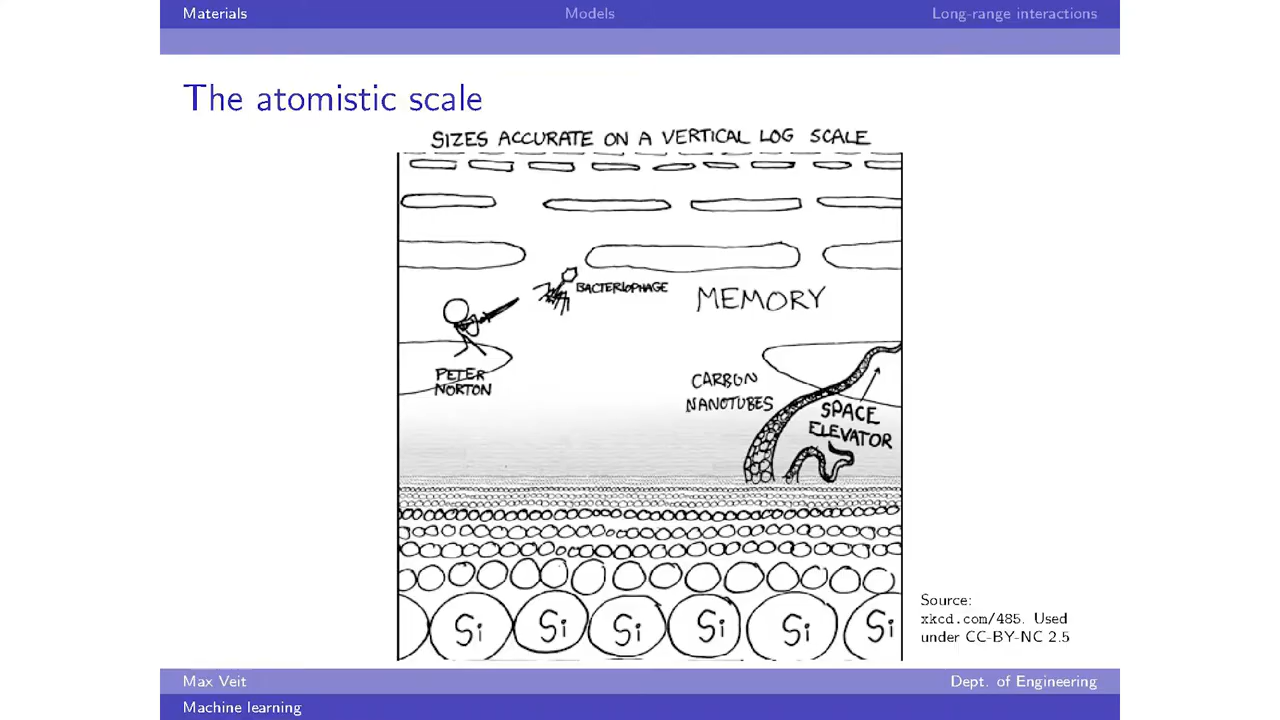 Materials Models Long-range interactions
The atomistic scale
SIZES ACCURATE ON A VERTICAL LOG SCALE
BACTERIOPHAGE
MEMORY
PETER
NORTON
CARBON
NANOTUBES
SPACE
ELEVATOR
Si Si Si Si Si Si
Source:
xkcd.com/485. Used
under CC-BY-NC 2.5
Max Veit Dept. of Engineering
Machine learning